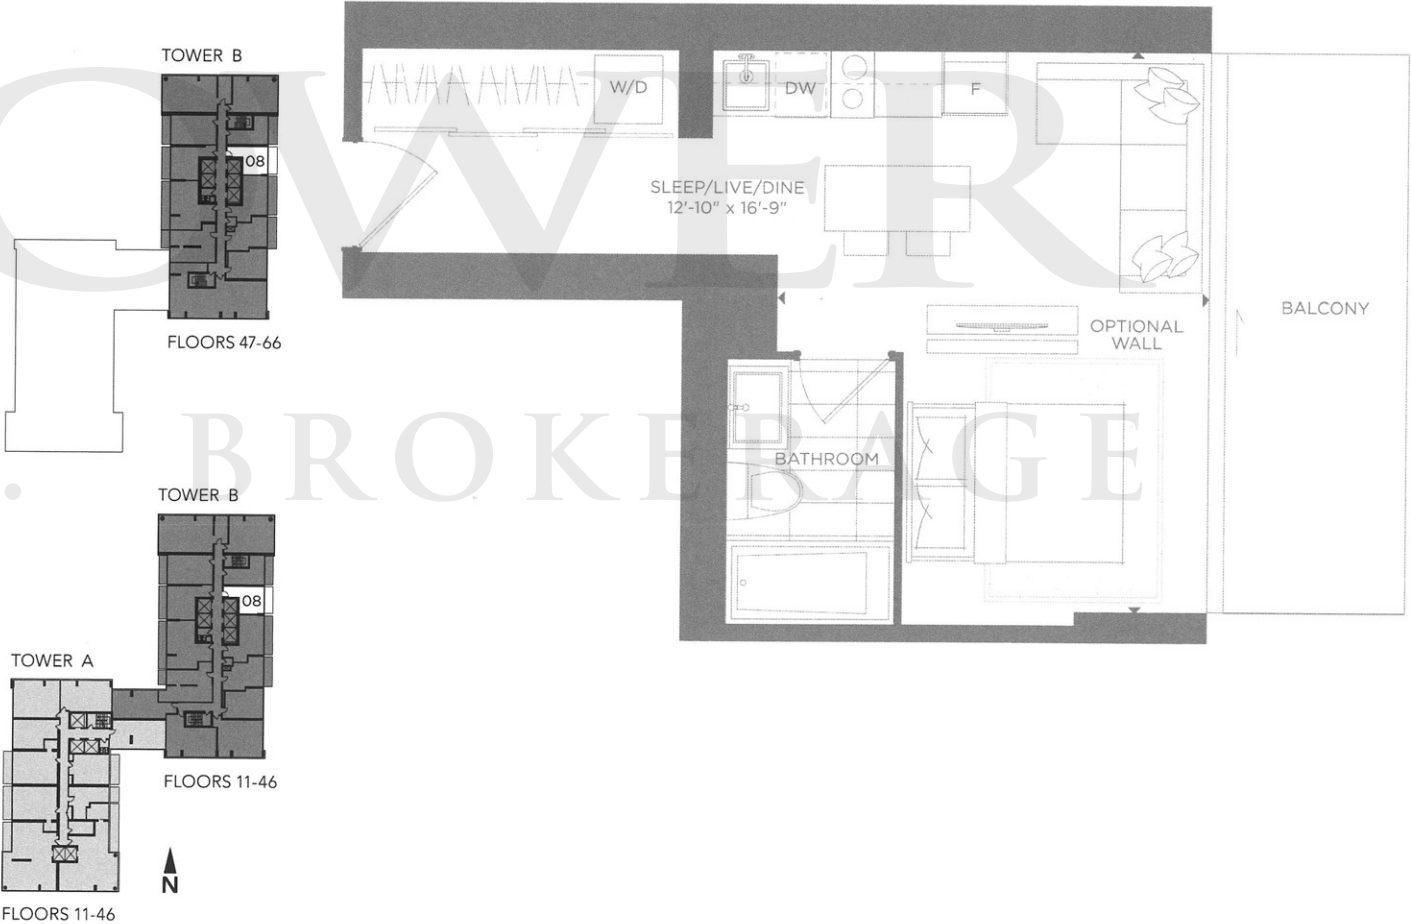 TOWER B
08
FLOORS 47-66
TOWER B
08
TOWER A
FLOORS 11-46
N
FLOORS 11-46
W/D
DW
F
SLEEP/LIVE/DINE
12'-10" x 16'-9"
OPTIONAL
WALL
BALCONY
BATHROOM
OWER
. BROKERAGE